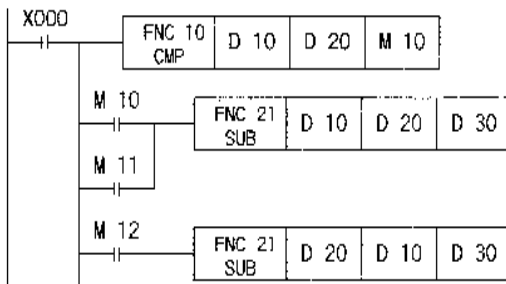 X000
FNC 10 CMP D 10 D 20 M 10
M 10
FNC 21 SUB D 10 D 20 D 30
M 11
M 12
FNC 21 SUB D 20 D 10 D 30